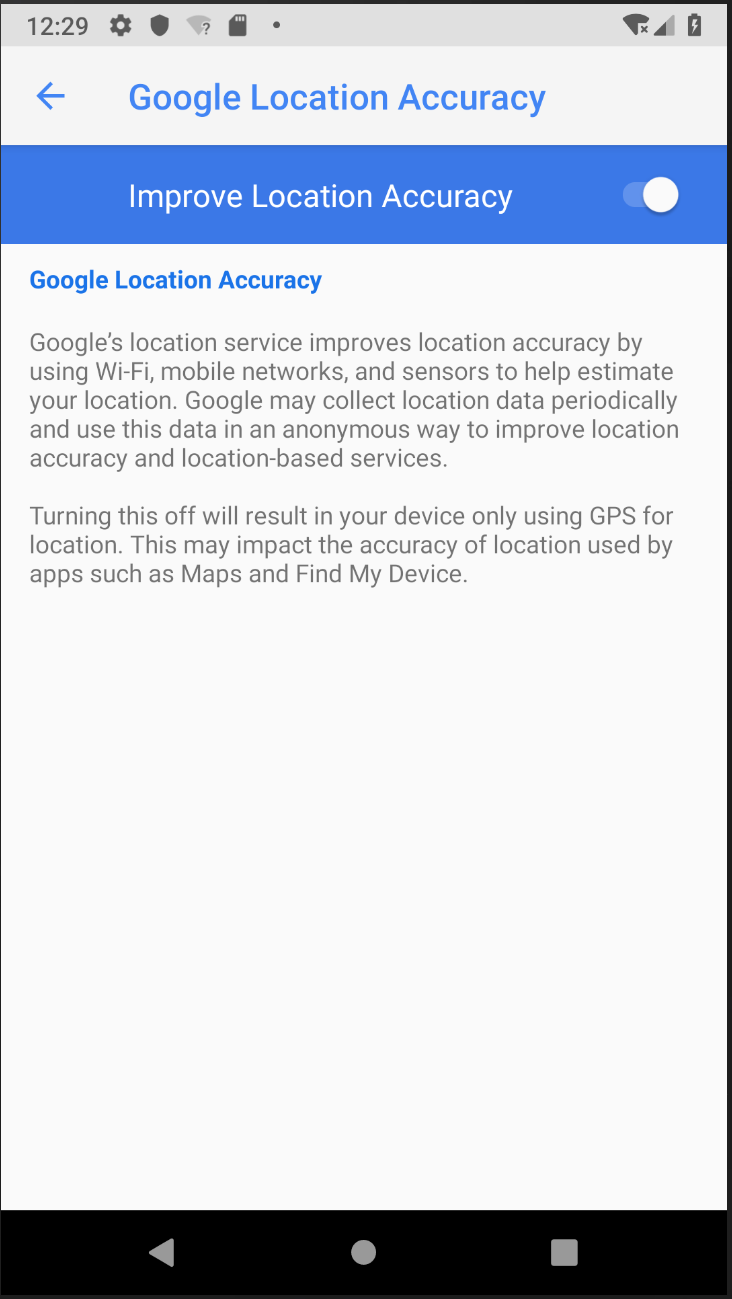 12:29
Google Location Accuracy
Improve Location Accuracy
Google Location Accuracy
Google’s location service improves location accuracy by
using Wi-Fi, mobile networks, and sensors to help estimate
your location. Google may collect location data periodically
and use this data in an anonymous way to improve location
accuracy and location-based services.
Turning this off will result in your device only using GPS for
location. This may impact the accuracy of location used by
apps such as Maps and Find My Device.